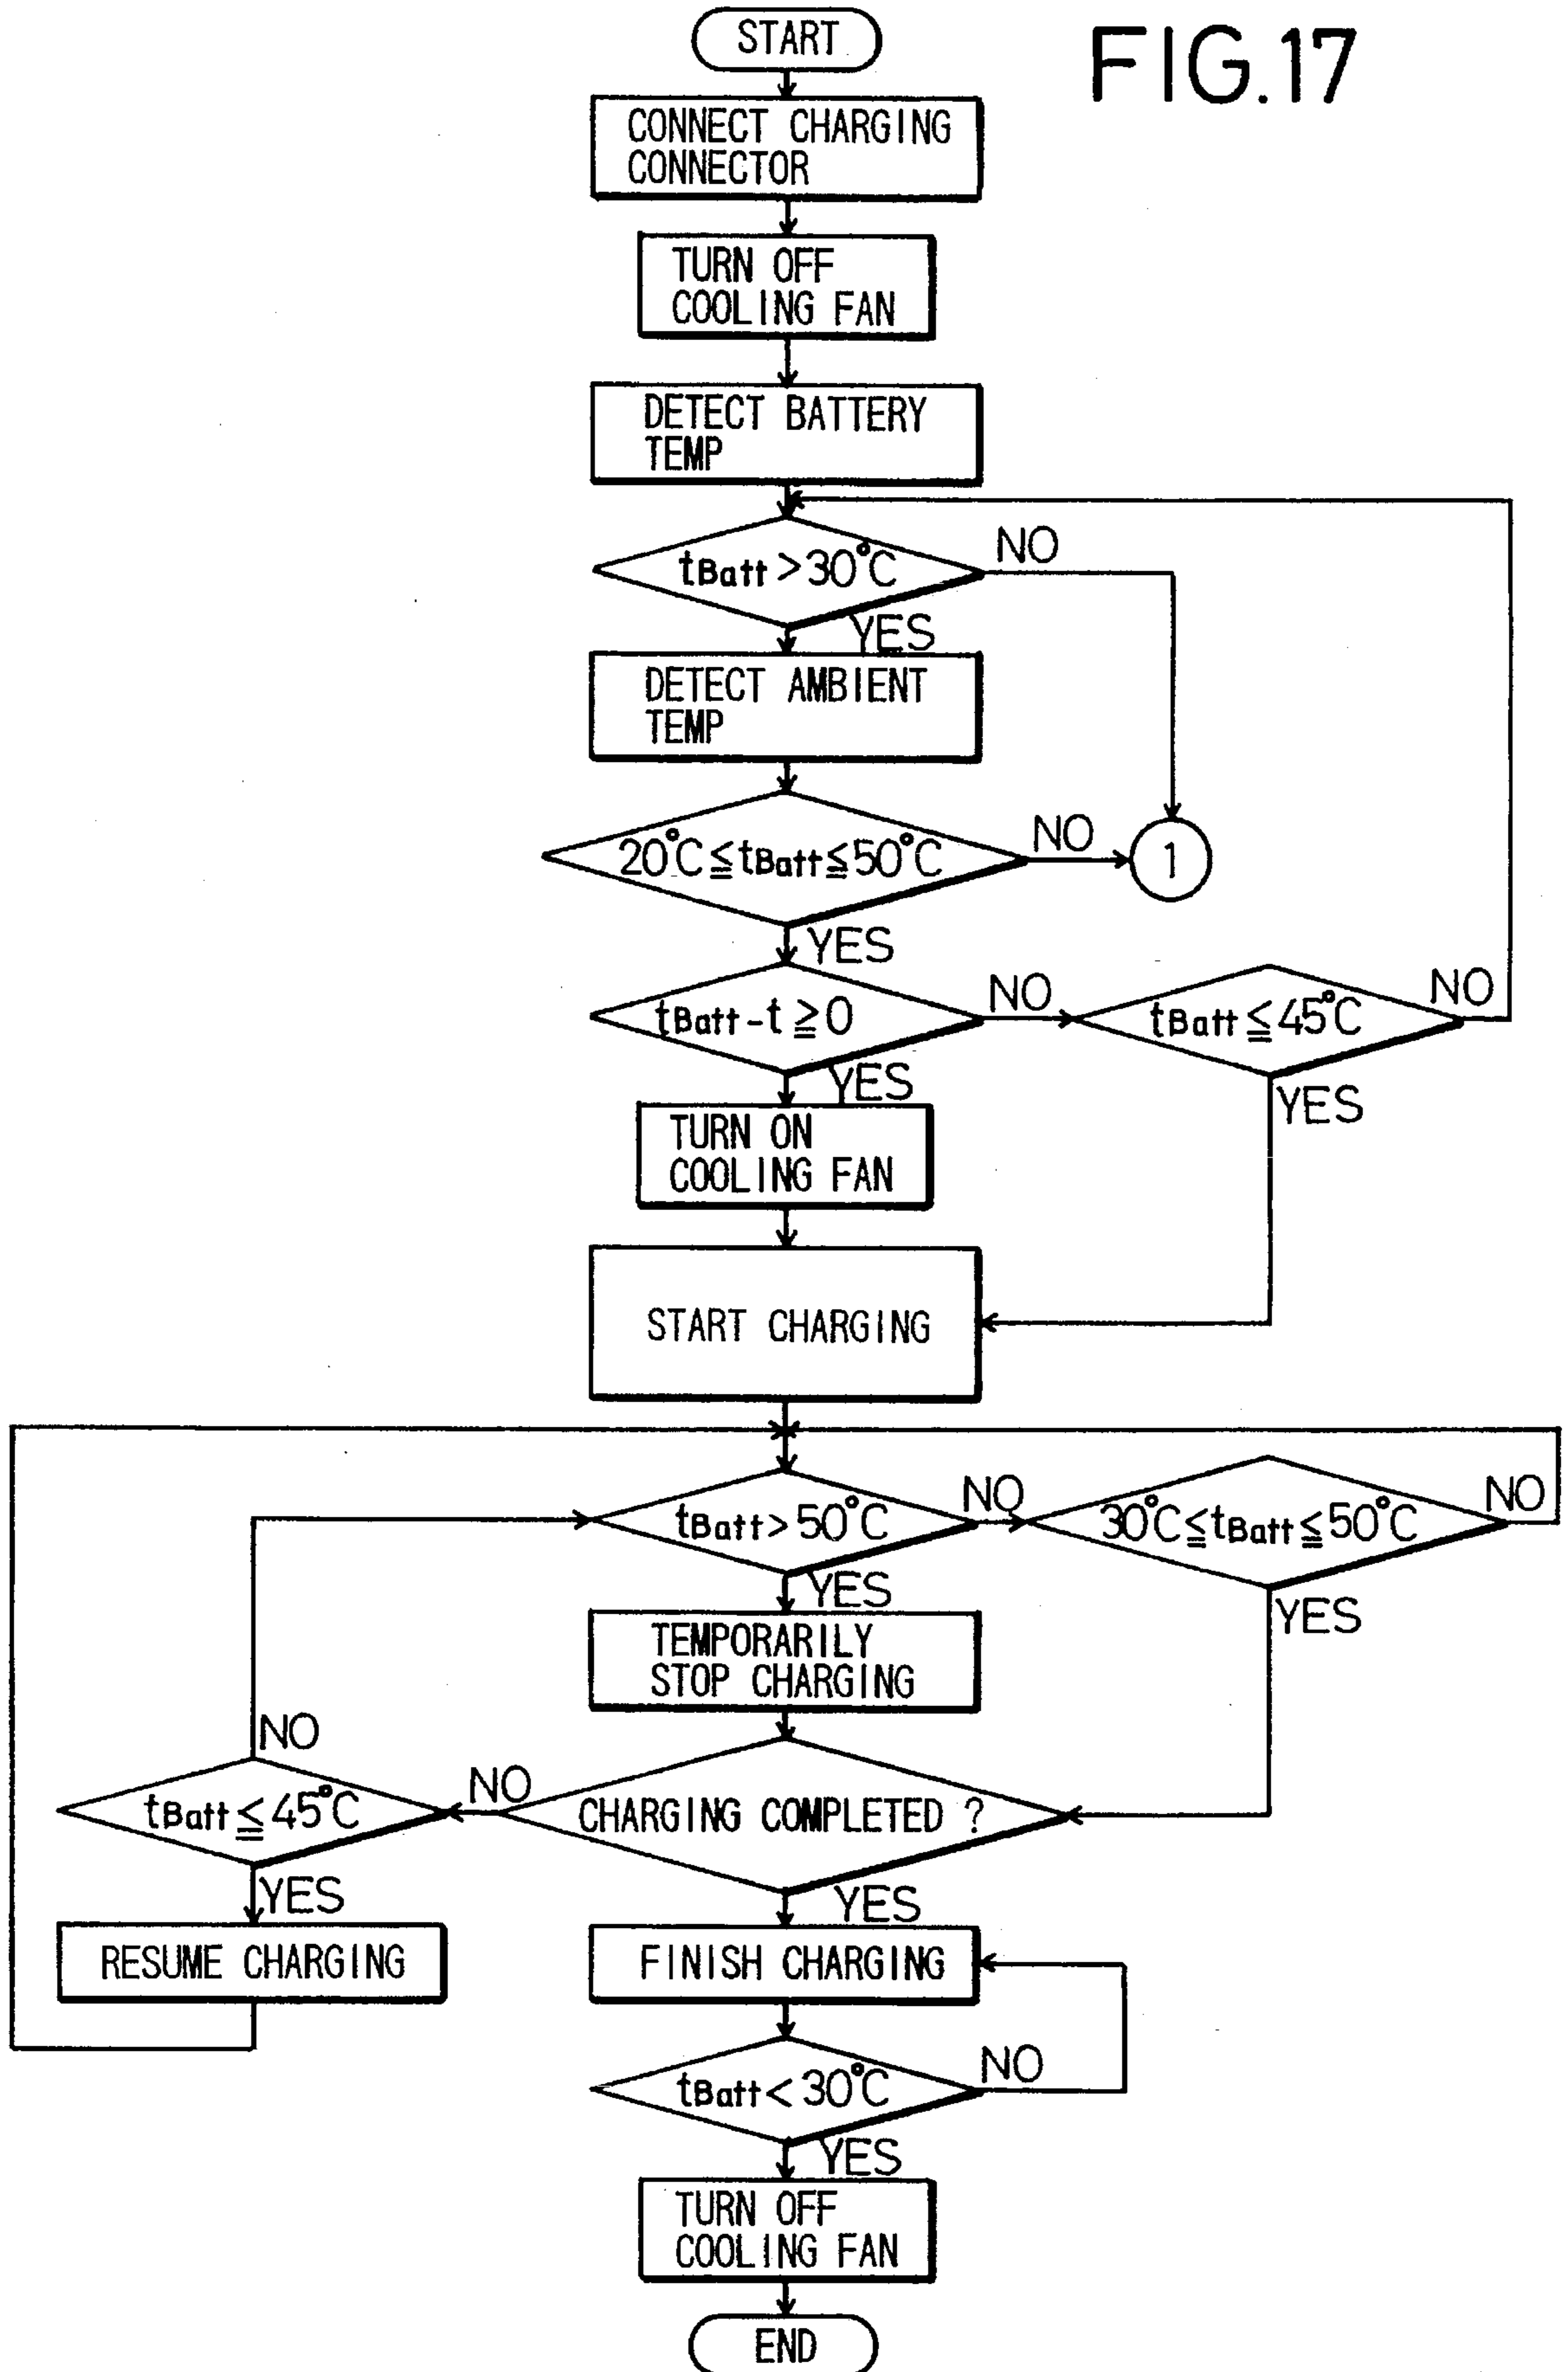 FIG.17
START
CONNECT CHARGING
CONNECTOR
TURN OFF
COOLING FAN
DETECT BATTERY
TEMP
tBatt > 30°C
NO
YES
DETECT AMBIENT
TEMP
20°C ≦ tBatt ≦ 50°C
NO
1
YES
tBatt - t ≧ 0
NO
tBatt ≦ 45°C
NO
YES
YES
TURN ON
COOLING FAN
START CHARGING
tBatt > 50°C
NO
30°C ≦ tBatt ≦ 50°C
NO
YES
YES
TEMPORARILY
STOP CHARGING
NO
tBatt ≦ 45°C
NO
CHARGING COMPLETED ?
YES
YES
RESUME CHARGING
FINISH CHARGING
tBatt < 30°C
NO
YES
TURN OFF
COOLING FAN
END